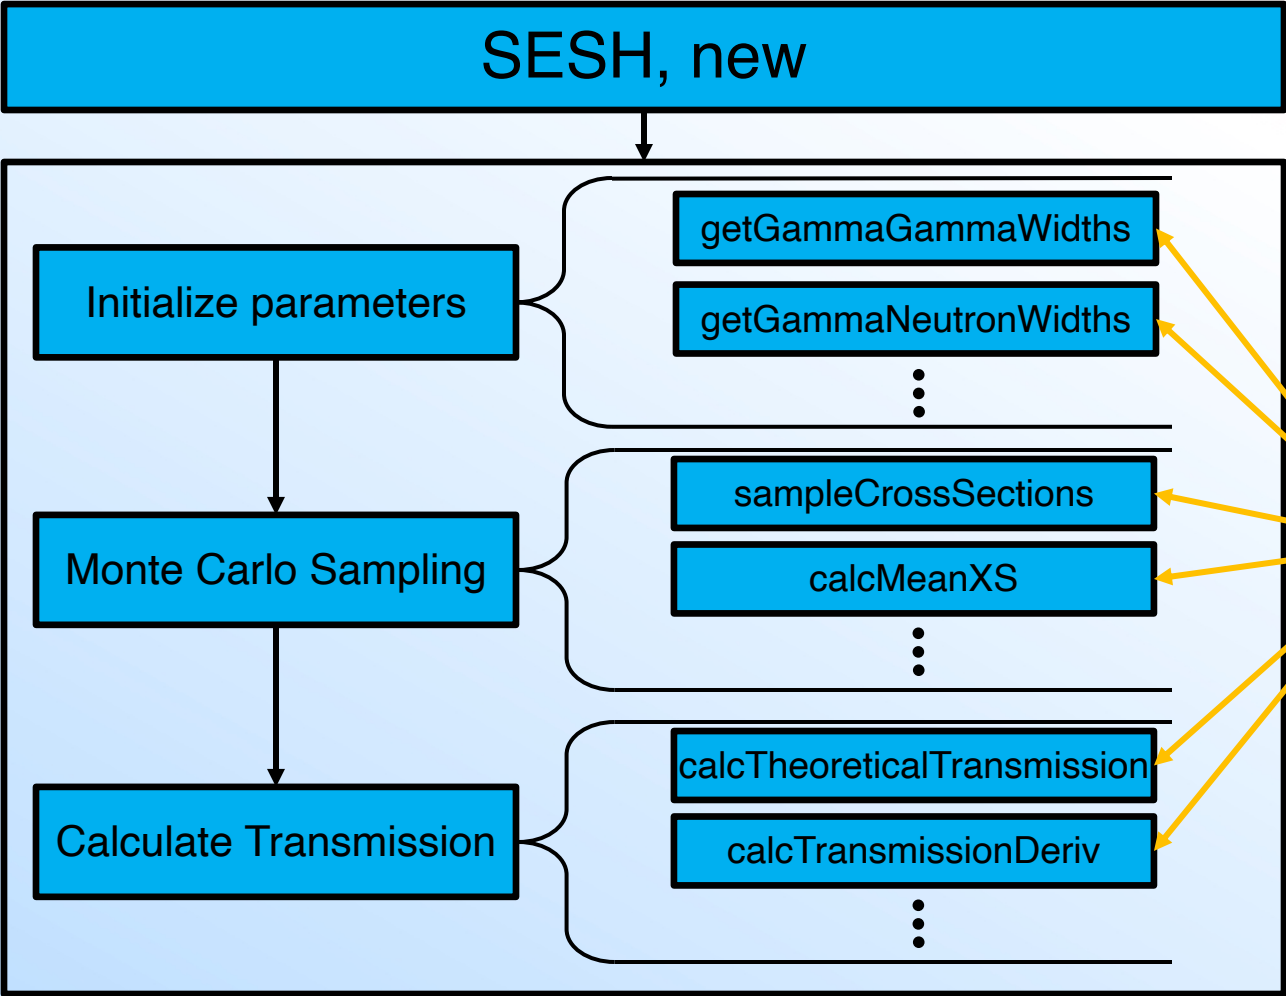 SESH, new
Initialize parameters
getGammaGammaWidths
getGammaNeutronWidths
Monte Carlo Sampling
sampleCrossSections
calcMeanXS
Calculate Transmission
calcTheoreticalTransmission
calcTransmissionDeriv